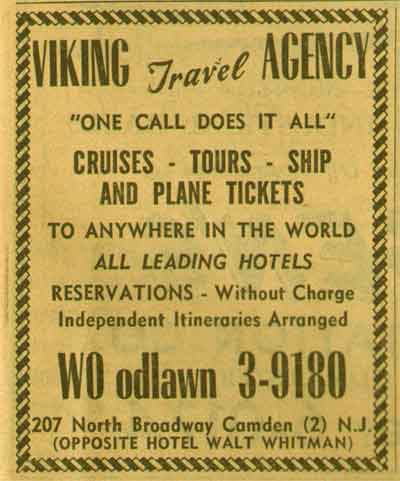 VIKING Travel AGENCY
"ONE CALL DOES IT ALL"
CRUISES - TOURS - SHIP
AND PLANE TICKETS
TO ANYWHERE IN THE WORLD
ALL LEADING HOTELS
RESERVATIONS - Without Charge
Independent Itineraries Arranged
WO odlawn 3-9180
207 North Broadway Camden (2) N.J.
(OPPOSITE HOTEL WALT WHITMAN)